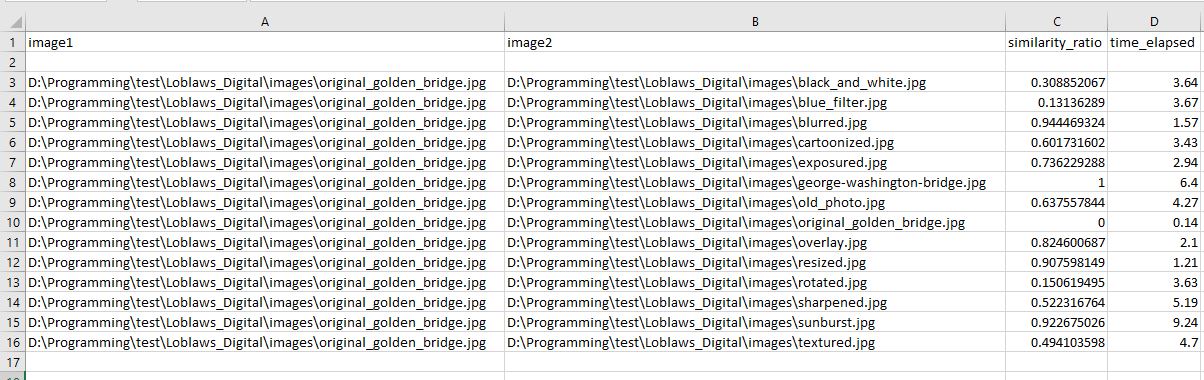 A B C D
1 image1 image2 similarity_ratio time_elapsed
2
3 D:\Programming\test\Loblaws_Digital\images\original_golden_bridge.jpg D:\Programming\test\Loblaws_Digital\images\black_and_white.jpg 0.308852067 3.64
4 D:\Programming\test\Loblaws_Digital\images\original_golden_bridge.jpg D:\Programming\test\Loblaws_Digital\images\blue_filter.jpg 0.13136289 3.67
5 D:\Programming\test\Loblaws_Digital\images\original_golden_bridge.jpg D:\Programming\test\Loblaws_Digital\images\blurred.jpg 0.944469324 1.57
6 D:\Programming\test\Loblaws_Digital\images\original_golden_bridge.jpg D:\Programming\test\Loblaws_Digital\images\cartoonized.jpg 0.601731602 3.43
7 D:\Programming\test\Loblaws_Digital\images\original_golden_bridge.jpg D:\Programming\test\Loblaws_Digital\images\exposured.jpg 0.736229288 2.94
8 D:\Programming\test\Loblaws_Digital\images\original_golden_bridge.jpg D:\Programming\test\Loblaws_Digital\images\george-washington-bridge.jpg 1 6.4
9 D:\Programming\test\Loblaws_Digital\images\original_golden_bridge.jpg D:\Programming\test\Loblaws_Digital\images\old_photo.jpg 0.637557844 4.27
10 D:\Programming\test\Loblaws_Digital\images\original_golden_bridge.jpg D:\Programming\test\Loblaws_Digital\images\original_golden_bridge.jpg 0 0.14
11 D:\Programming\test\Loblaws_Digital\images\original_golden_bridge.jpg D:\Programming\test\Loblaws_Digital\images\overlay.jpg 0.824600687 2.1
12 D:\Programming\test\Loblaws_Digital\images\original_golden_bridge.jpg D:\Programming\test\Loblaws_Digital\images\resized.jpg 0.907598149 1.21
13 D:\Programming\test\Loblaws_Digital\images\original_golden_bridge.jpg D:\Programming\test\Loblaws_Digital\images\rotated.jpg 0.150619495 3.63
14 D:\Programming\test\Loblaws_Digital\images\original_golden_bridge.jpg D:\Programming\test\Loblaws_Digital\images\sharpened.jpg 0.522316764 5.19
15 D:\Programming\test\Loblaws_Digital\images\original_golden_bridge.jpg D:\Programming\test\Loblaws_Digital\images\sunburst.jpg 0.922675026 9.24
16 D:\Programming\test\Loblaws_Digital\images\original_golden_bridge.jpg D:\Programming\test\Loblaws_Digital\images\textured.jpg 0.494103598 4.7
17